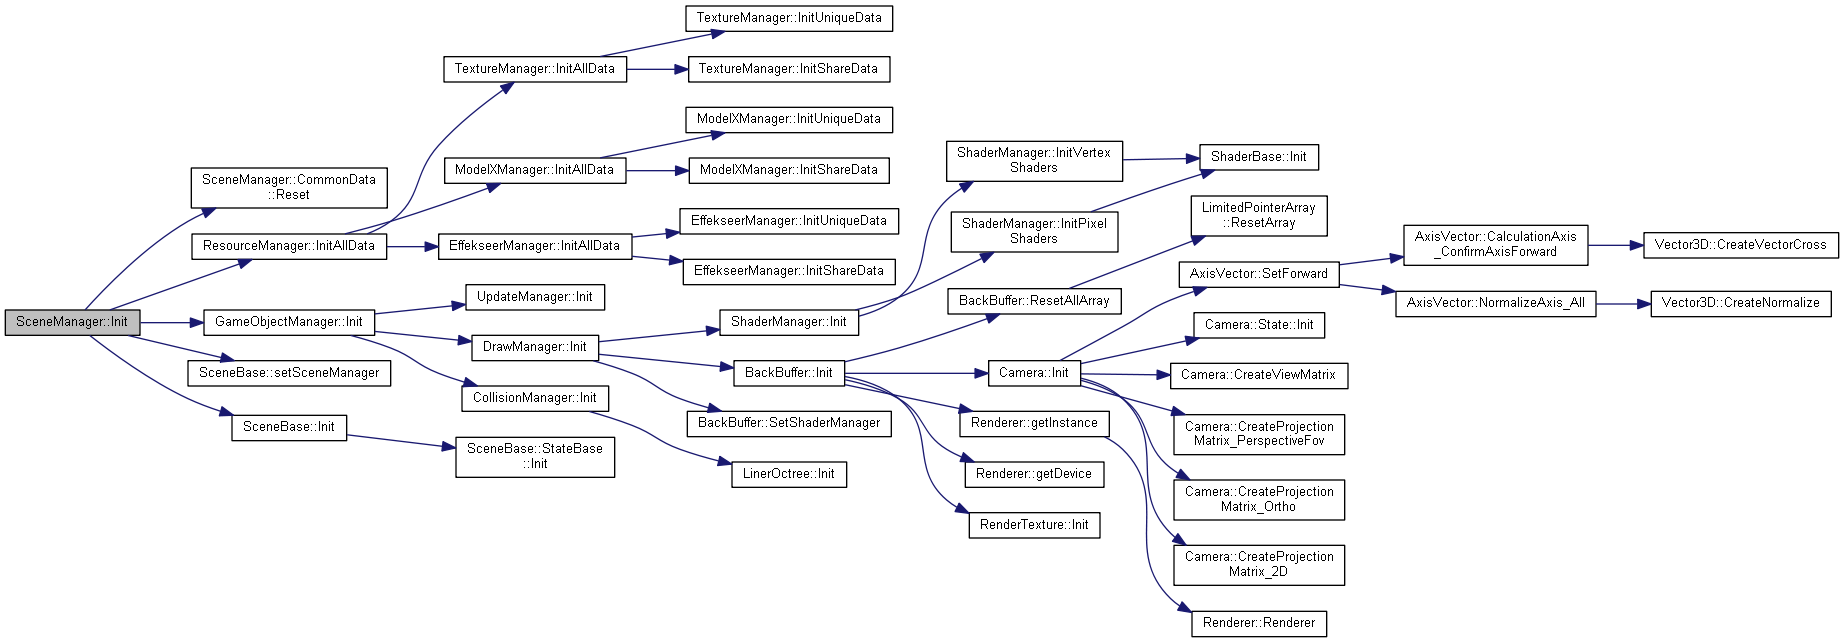 SceneManager::Init
SceneManager::CommonData
::Reset
ResourceManager::InitAllData
GameObjectManager::Init
SceneBase::setSceneManager
SceneBase::Init
TextureManager::InitAllData
ModelXManager::InitAllData
EffekseerManager::InitAllData
UpdateManager::Init
DrawManager::Init
CollisionManager::Init
SceneBase::StateBase
::Init
TextureManager::InitUniqueData
TextureManager::InitShareData
ModelXManager::InitUniqueData
ModelXManager::InitShareData
EffekseerManager::InitUniqueData
EffekseerManager::InitShareData
ShaderManager::Init
BackBuffer::Init
BackBuffer::SetShaderManager
LinerOctree::Init
ShaderManager::InitVertex
Shaders
ShaderManager::InitPixel
Shaders
BackBuffer::ResetAllArray
Camera::Init
Renderer::getInstance
Renderer::getDevice
RenderTexture::Init
ShaderBase::Init
LimitedPointerArray
::ResetArray
AxisVector::SetForward
Camera::State::Init
Camera::CreateViewMatrix
Camera::CreateProjection
Matrix_PerspectiveFov
Camera::CreateProjection
Matrix_Ortho
Camera::CreateProjection
Matrix_2D
Renderer::Renderer
AxisVector::CalculationAxis
_ConfirmAxisForward
AxisVector::NormalizeAxis_All
Vector3D::CreateVectorCross
Vector3D::CreateNormalize